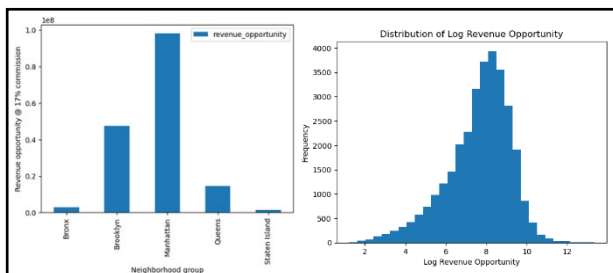 1e8
revenue_opportunity
1.0
0.8
0.6
0.4
0.2
0.0
Revenue opportunity @ 17% commission
Bronx
Brooklyn
Manhattan
Queens
Staten Island
Neighborhood group
Distribution of Log Revenue Opportunity
4000
3500
3000
2500
2000
1500
1000
500
0
Frequency
2 4 6 8 10 12
Log Revenue Opportunity